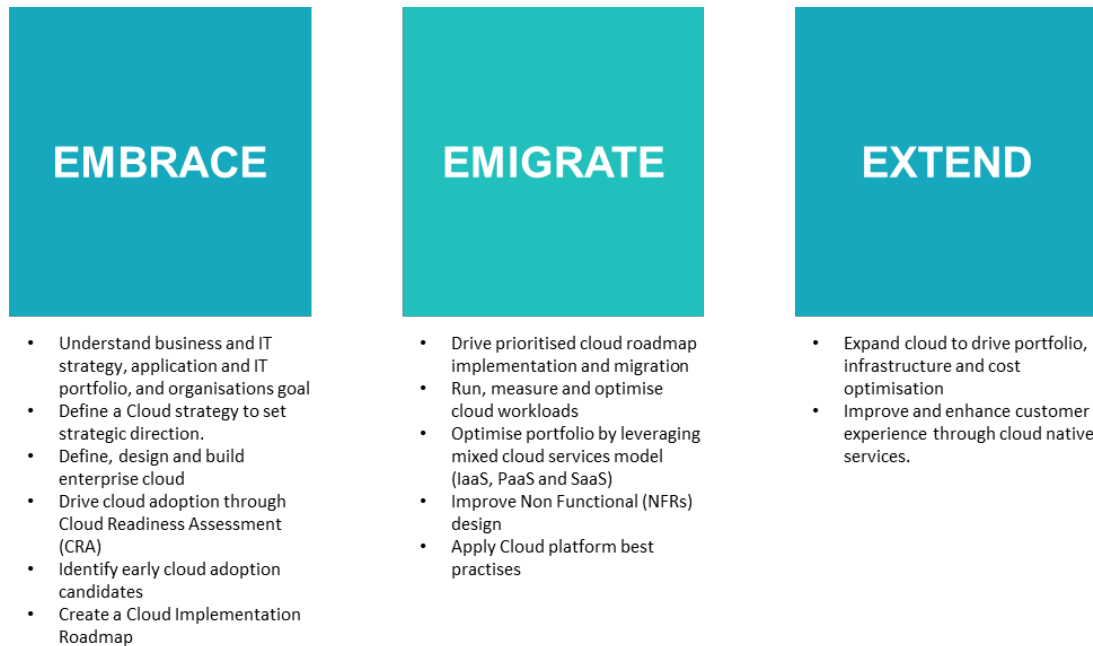 EMBRACE
• Understand business and IT
strategy, application and IT
portfolio, and organisations goal
• Define a Cloud strategy to set
strategic direction.
• Define, design and build
enterprise cloud
• Drive cloud adoption through
Cloud Readiness Assessment
(CRA)
• Identify early cloud adoption
candidates
• Create a Cloud Implementation
Roadmap
EMIGRATE
• Drive prioritised cloud roadmap
implementation and migration
• Run, measure and optimise
cloud workloads
• Optimise portfolio by leveraging
mixed cloud services model
(IaaS, PaaS and SaaS)
• Improve Non Functional (NFRs)
design
• Apply Cloud platform best
practises
EXTEND
• Expand cloud to drive portfolio,
infrastructure and cost
optimisation
• Improve and enhance customer
experience through cloud native
services.